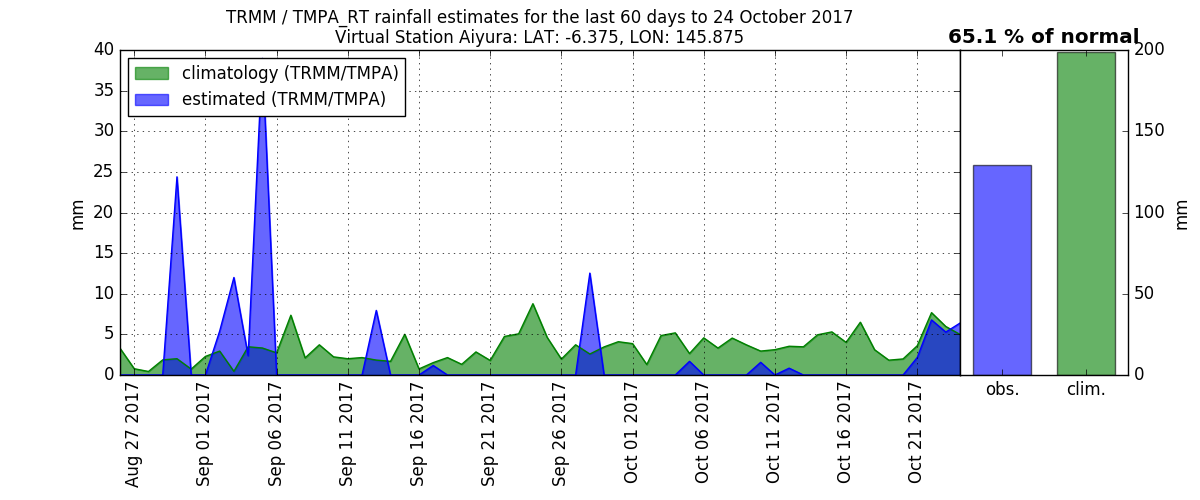 TRMM / TMPA_RT rainfall estimates for the last 60 days to 24 October 2017
Virtual Station Aiyura: LAT: -6.375, LON: 145.875
65.1 % of normal
climatology (TRMM/TMPA)
estimated (TRMM/TMPA)
40
35
30
25
20
15
10
5
0
mm
200
150
100
50
0
mm
obs.
clim.
Aug 27 2017
Sep 01 2017
Sep 06 2017
Sep 11 2017
Sep 16 2017
Sep 21 2017
Sep 26 2017
Oct 01 2017
Oct 06 2017
Oct 11 2017
Oct 16 2017
Oct 21 2017